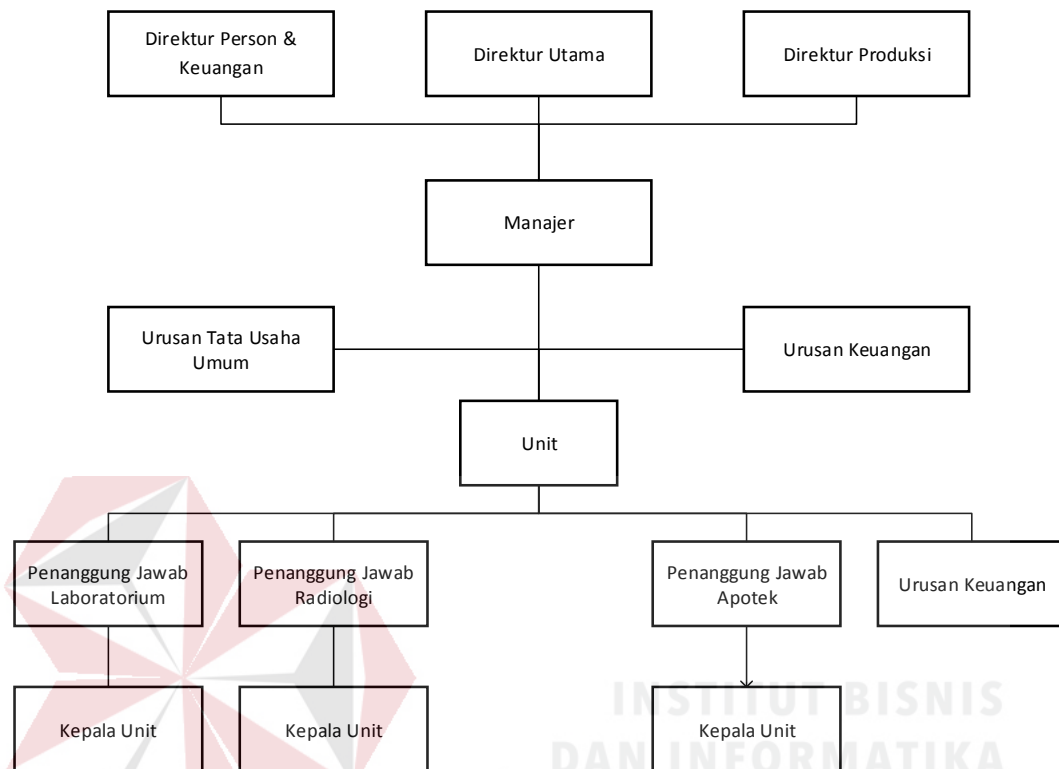 Direktur Person &
Keuangan
Direktur Utama
Direktur Produksi
Manajer
Urusan Tata Usaha
Umum
Urusan Keuangan
Unit
Penanggung Jawab
Laboratorium
Penanggung Jawab
Radiologi
Penanggung Jawab
Apotek
Urusan Keuangan
Kepala Unit
Kepala Unit
Kepala Unit
INSTITUT BISNIS
DAN INFORMATIKA